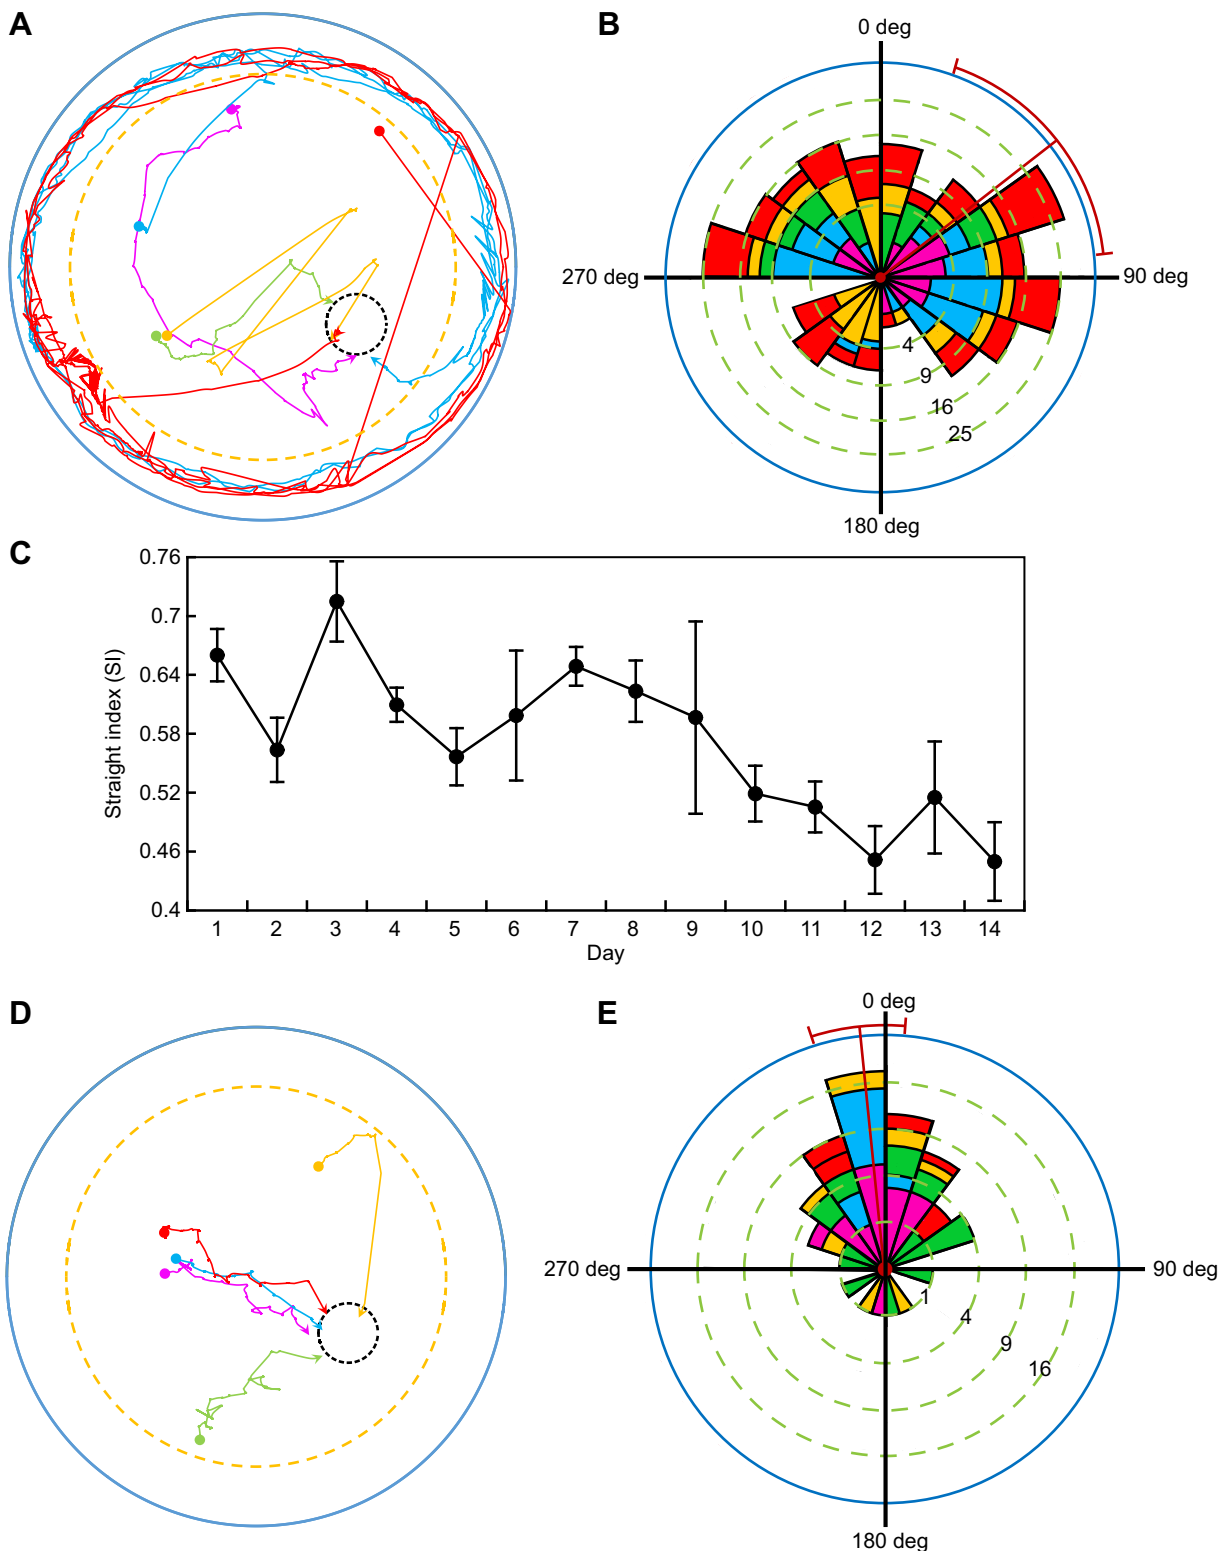 A
B
0 deg
270 deg
90 deg
4
9
16
25
180 deg
C
Straight index (SI)
0.76
0.7
0.64
0.58
0.52
0.46
0.4
1 2 3 4 5 6 7 8 9 10 11 12 13 14
Day
D
E
0 deg
270 deg
90 deg
1
4
9
16
180 deg